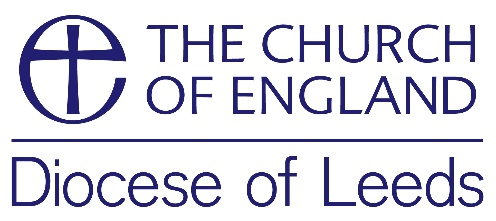 THE CHURCH
OF ENGLAND
Diocese of Leeds